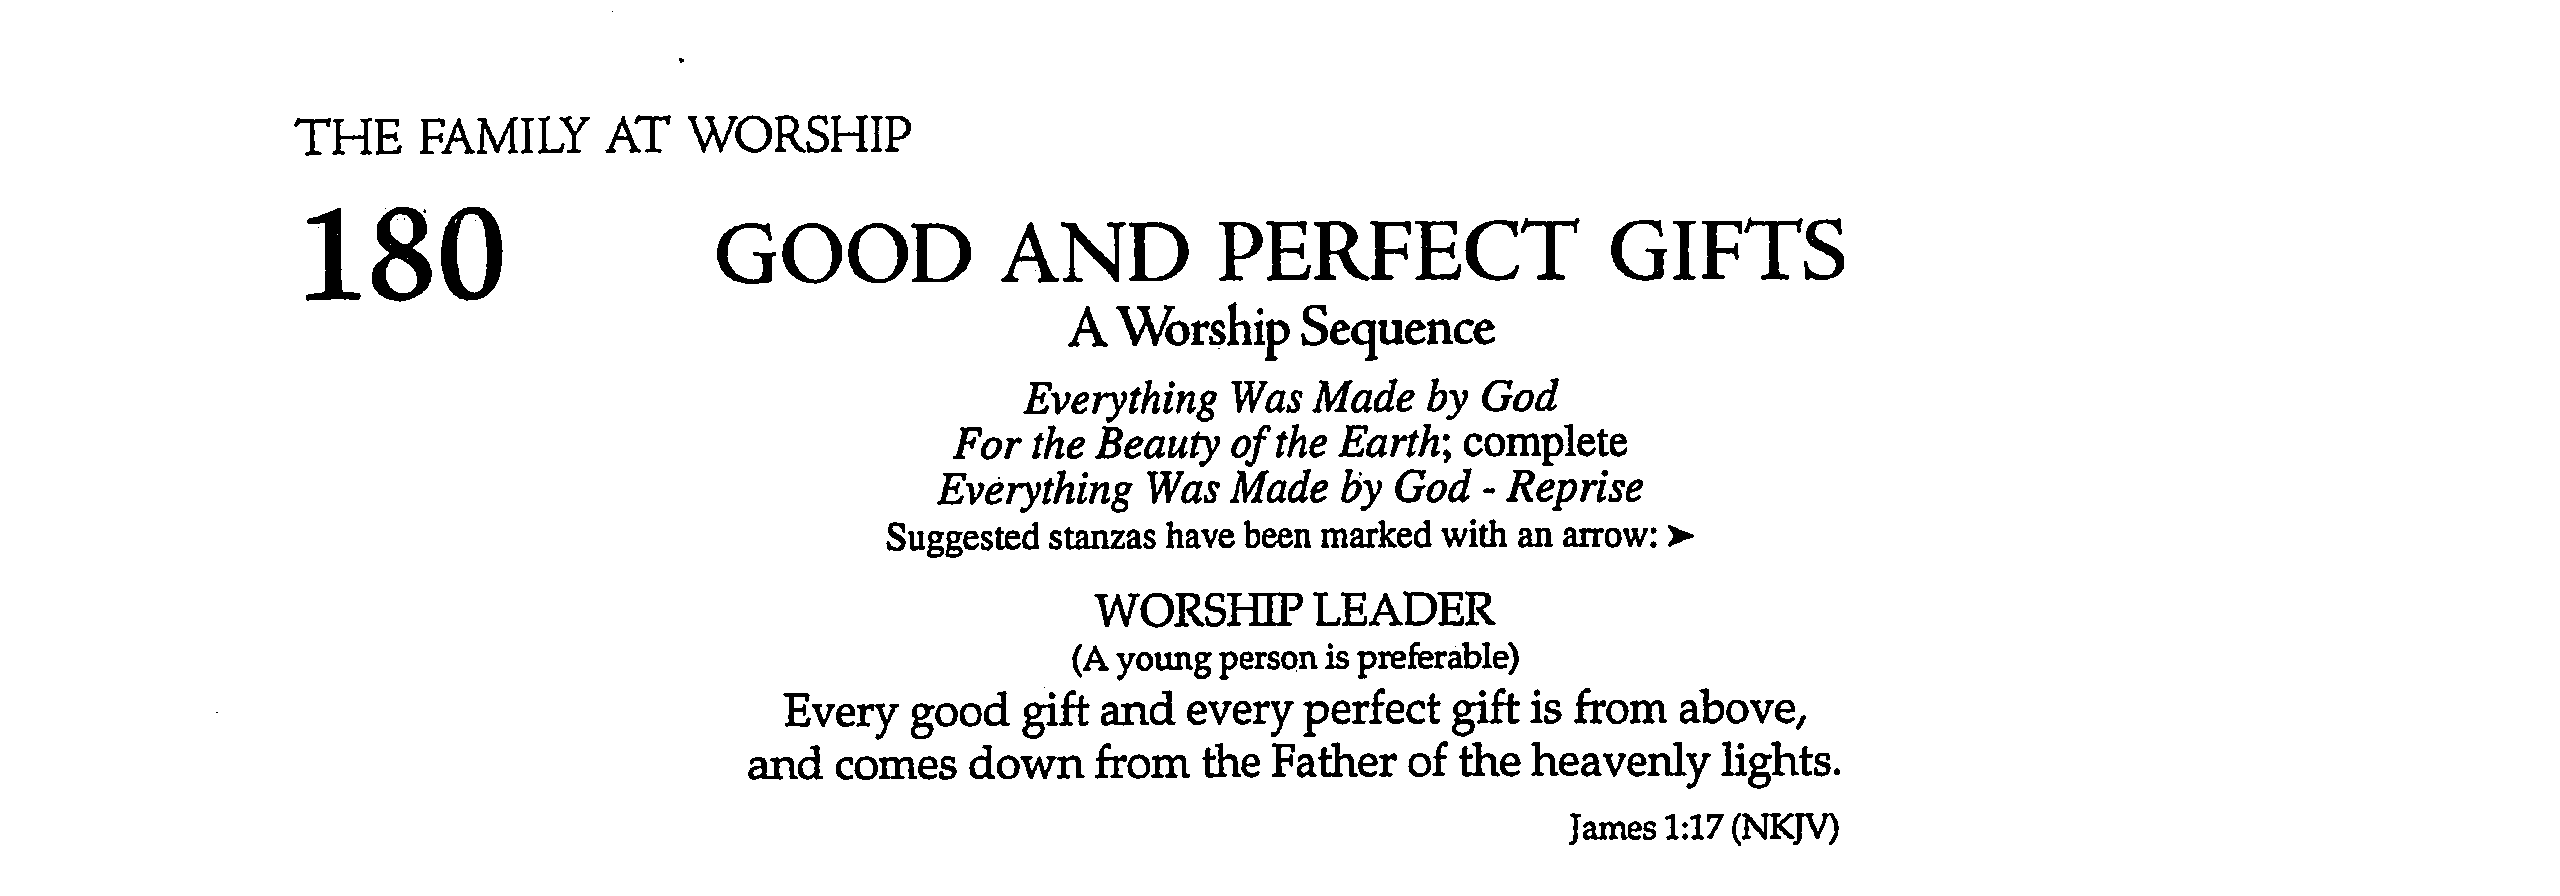 THE FAMILY AT WORSHIP
180 GOOD AND PERFECT GIFTS
A Worship Sequence
Everything Was Made by God
For the Beauty of the Earth; complete
Everything Was Made by God - Reprise
Suggested stanzas have been marked with an arrow: ➤
WORSHIP LEADER
(A young person is preferable)
Every good gift and every perfect gift is from above,
and comes down from the Father of the heavenly lights.
James 1:17 (NKJV)